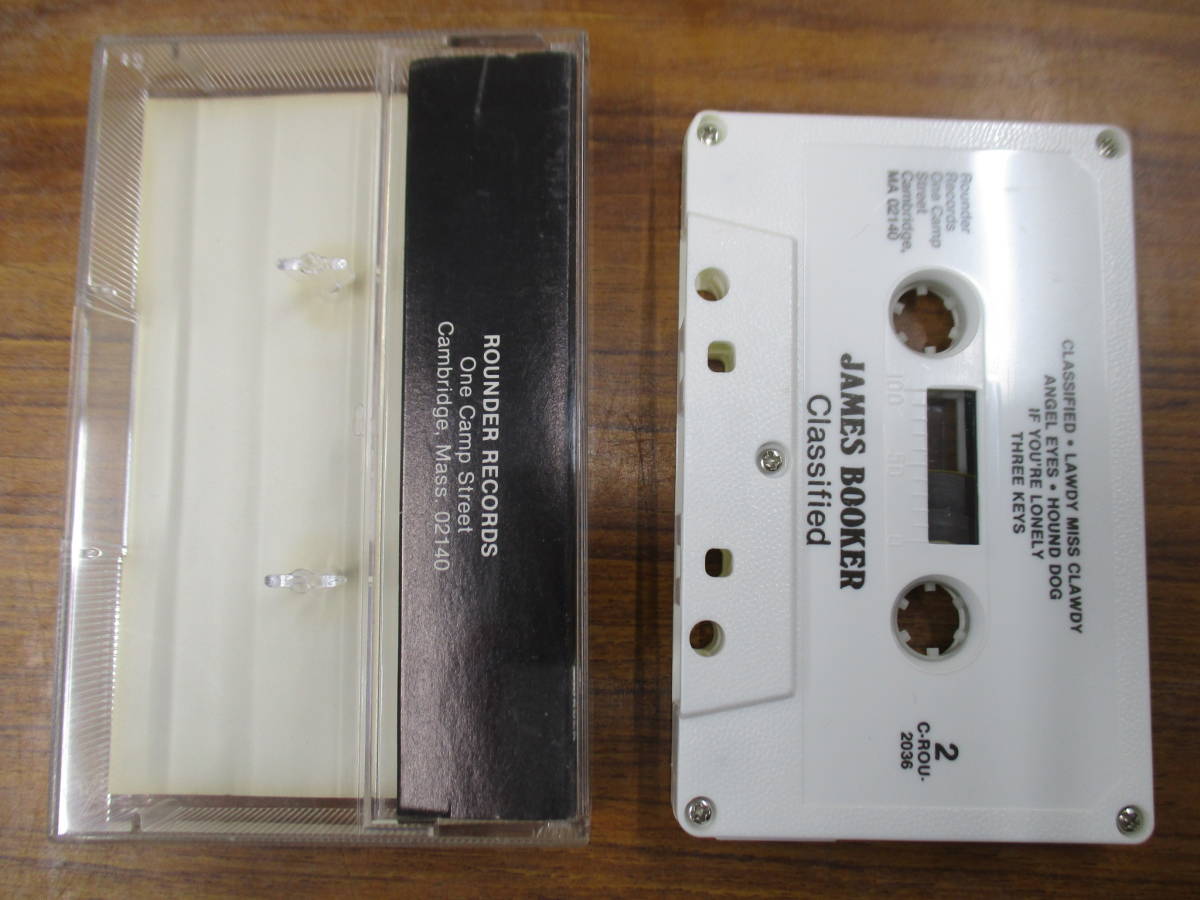 ROUNDER RECORDS
One Camp Street
Cambridge, Mass. 02140
CLASSIFIED • LAWDY MISS CLAWDY
ANGEL EYES • HOUND DOG
IF YOU'RE LONELY
THREE KEYS
Rounder
Records
One Camp
Street
Cambridge,
MA 02140
2
C-ROU-
2036
100
50
0
JAMES BOOKER
Classified